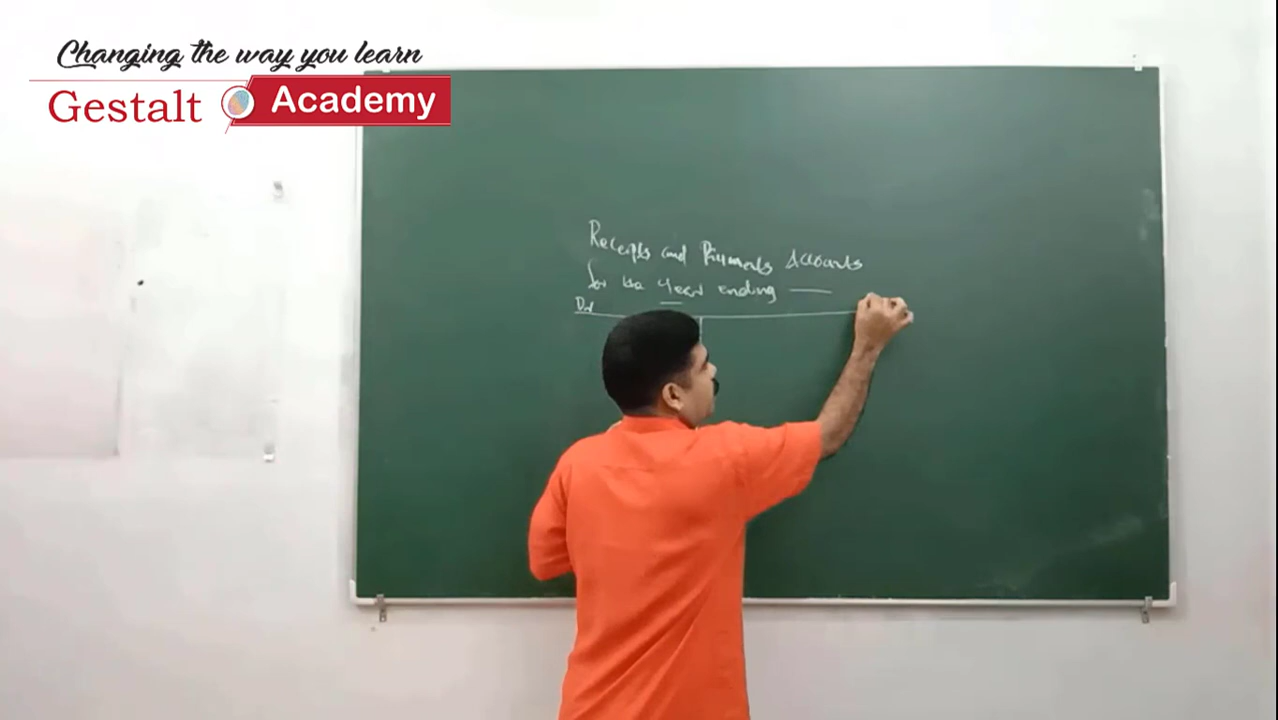 Changing the way you learn
Gestalt Academy
Receipts and Payments Accounts
for the Year ending ——
Dr